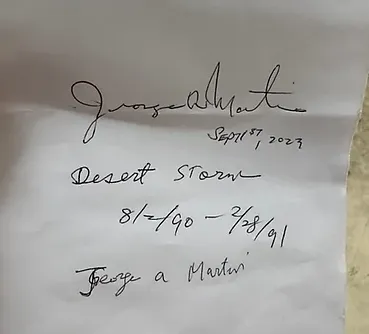 George A Martin
Sept 1st, 2023
Desert Storm
8/2/90 - 2/28/91
George a Martin